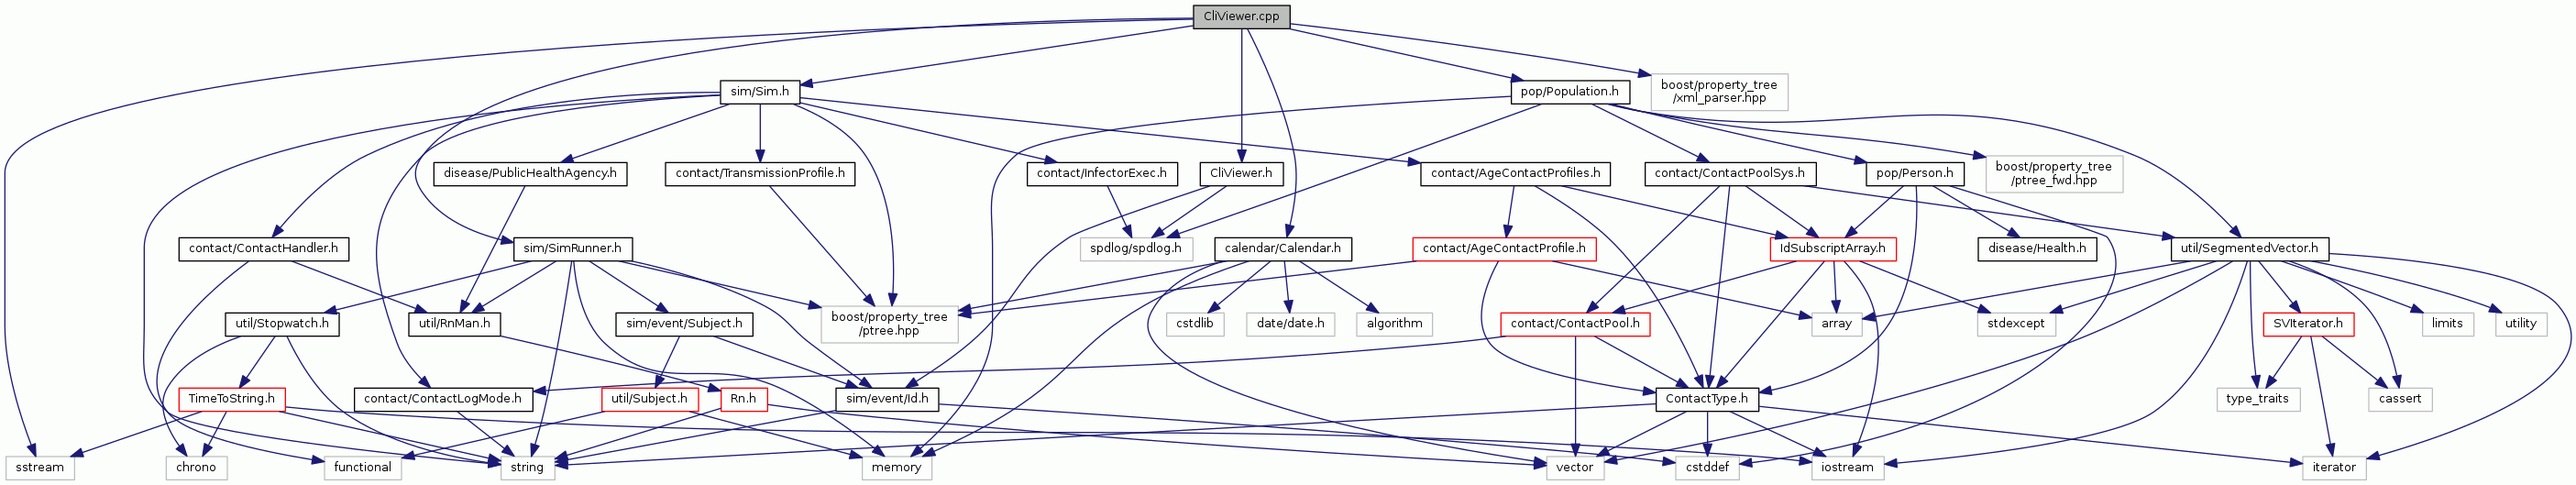 CliViewer.cpp
sim/Sim.h
pop/Population.h
boost/property_tree
/xml_parser.hpp
disease/PublicHealthAgency.h
contact/TransmissionProfile.h
contact/InfectorExec.h
CliViewer.h
contact/AgeContactProfiles.h
contact/ContactPoolSys.h
pop/Person.h
boost/property_tree
/ptree_fwd.hpp
contact/ContactHandler.h
sim/SimRunner.h
spdlog/spdlog.h
calendar/Calendar.h
contact/AgeContactProfile.h
IdSubscriptArray.h
disease/Health.h
util/SegmentedVector.h
util/Stopwatch.h
util/RnMan.h
sim/event/Subject.h
boost/property_tree
/ptree.hpp
cstdlib
date/date.h
algorithm
contact/ContactPool.h
array
stdexcept
SVIterator.h
limits
utility
TimeToString.h
contact/ContactLogMode.h
util/Subject.h
Rn.h
sim/event/Id.h
ContactType.h
type_traits
cassert
sstream
chrono
functional
string
memory
vector
cstddef
iostream
iterator